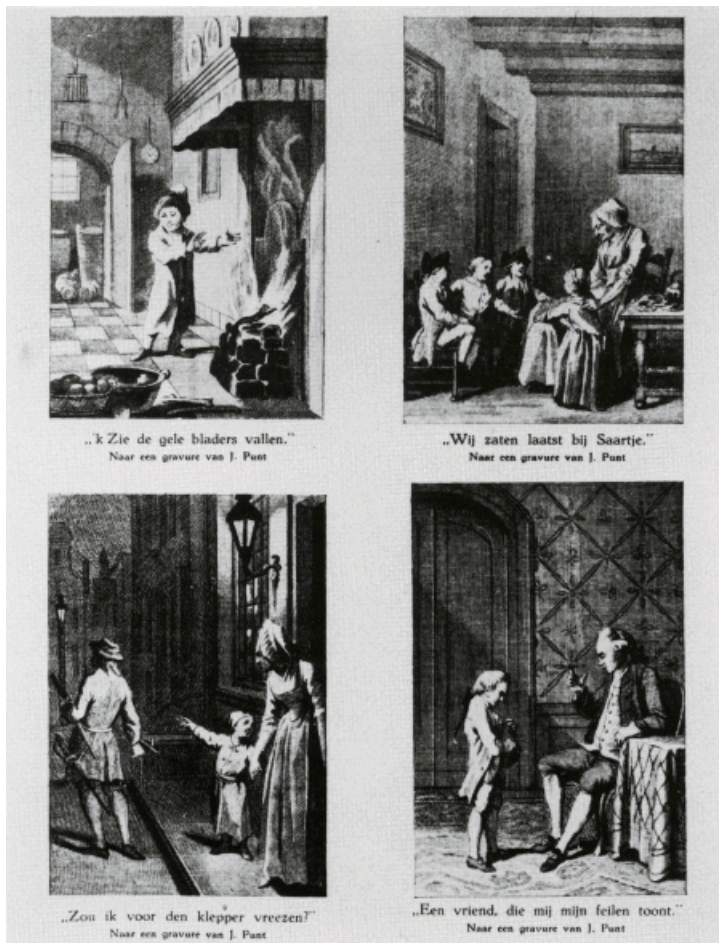 „'k Zie de gele bladers vallen.”
Naar een gravure van J. Punt
„Wij zaten laatst bij Saartje.”
Naar een gravure van J. Punt
„Zou ik voor den klepper vreezen?”
Naar een gravure van J. Punt
„Een vriend, die mij mijn feilen toont.”
Naar een gravure van J. Punt